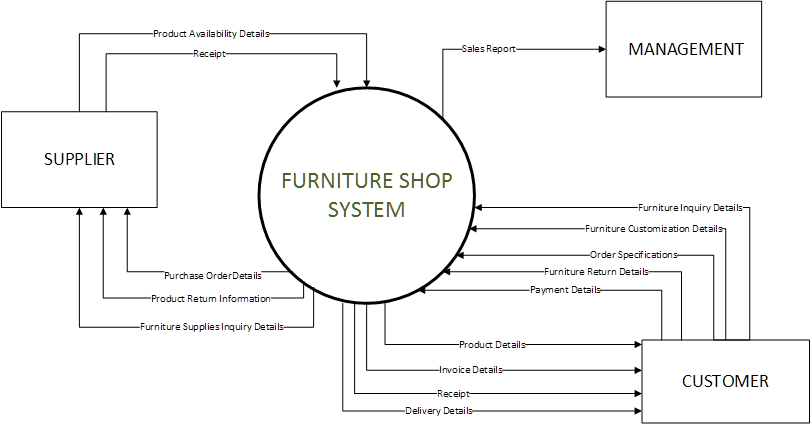 Product Availability Details
Receipt
Sales Report
MANAGEMENT
SUPPLIER
FURNITURE SHOP
SYSTEM
Furniture Inquiry Details
Furniture Customization Details
Order Specifications
Furniture Return Details
Payment Details
Purchase OrderDetails
Product Return Information
Furniture Supplies Inquiry Details
Product Details
Invoice Details
Receipt
Delivery Details
CUSTOMER